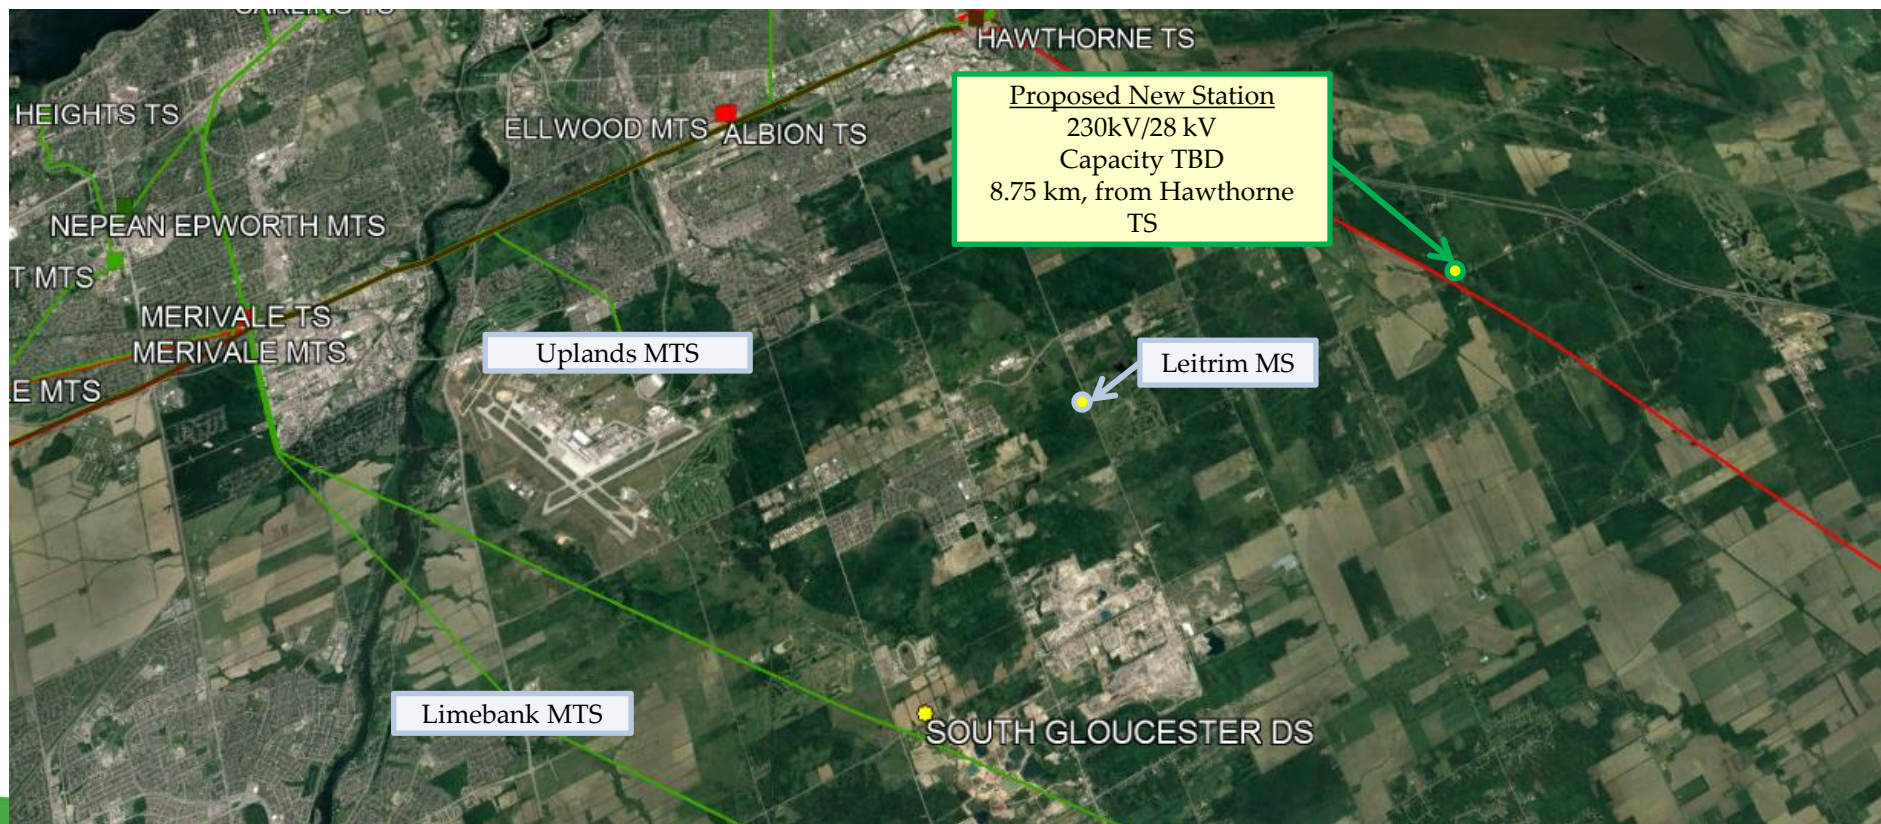 HAWTHORNE TS
HEIGHTS TS
ELLWOOD MTS
ALBION TS
Proposed New Station
230kV/28 kV
Capacity TBD
8.75 km, from Hawthorne
TS
NEPEAN EPWORTH MTS
T MTS
MERIVALE TS
MERIVALE MTS
Uplands MTS
Leitrim MS
E MTS
Limebank MTS
SOUTH GLOUCESTER DS